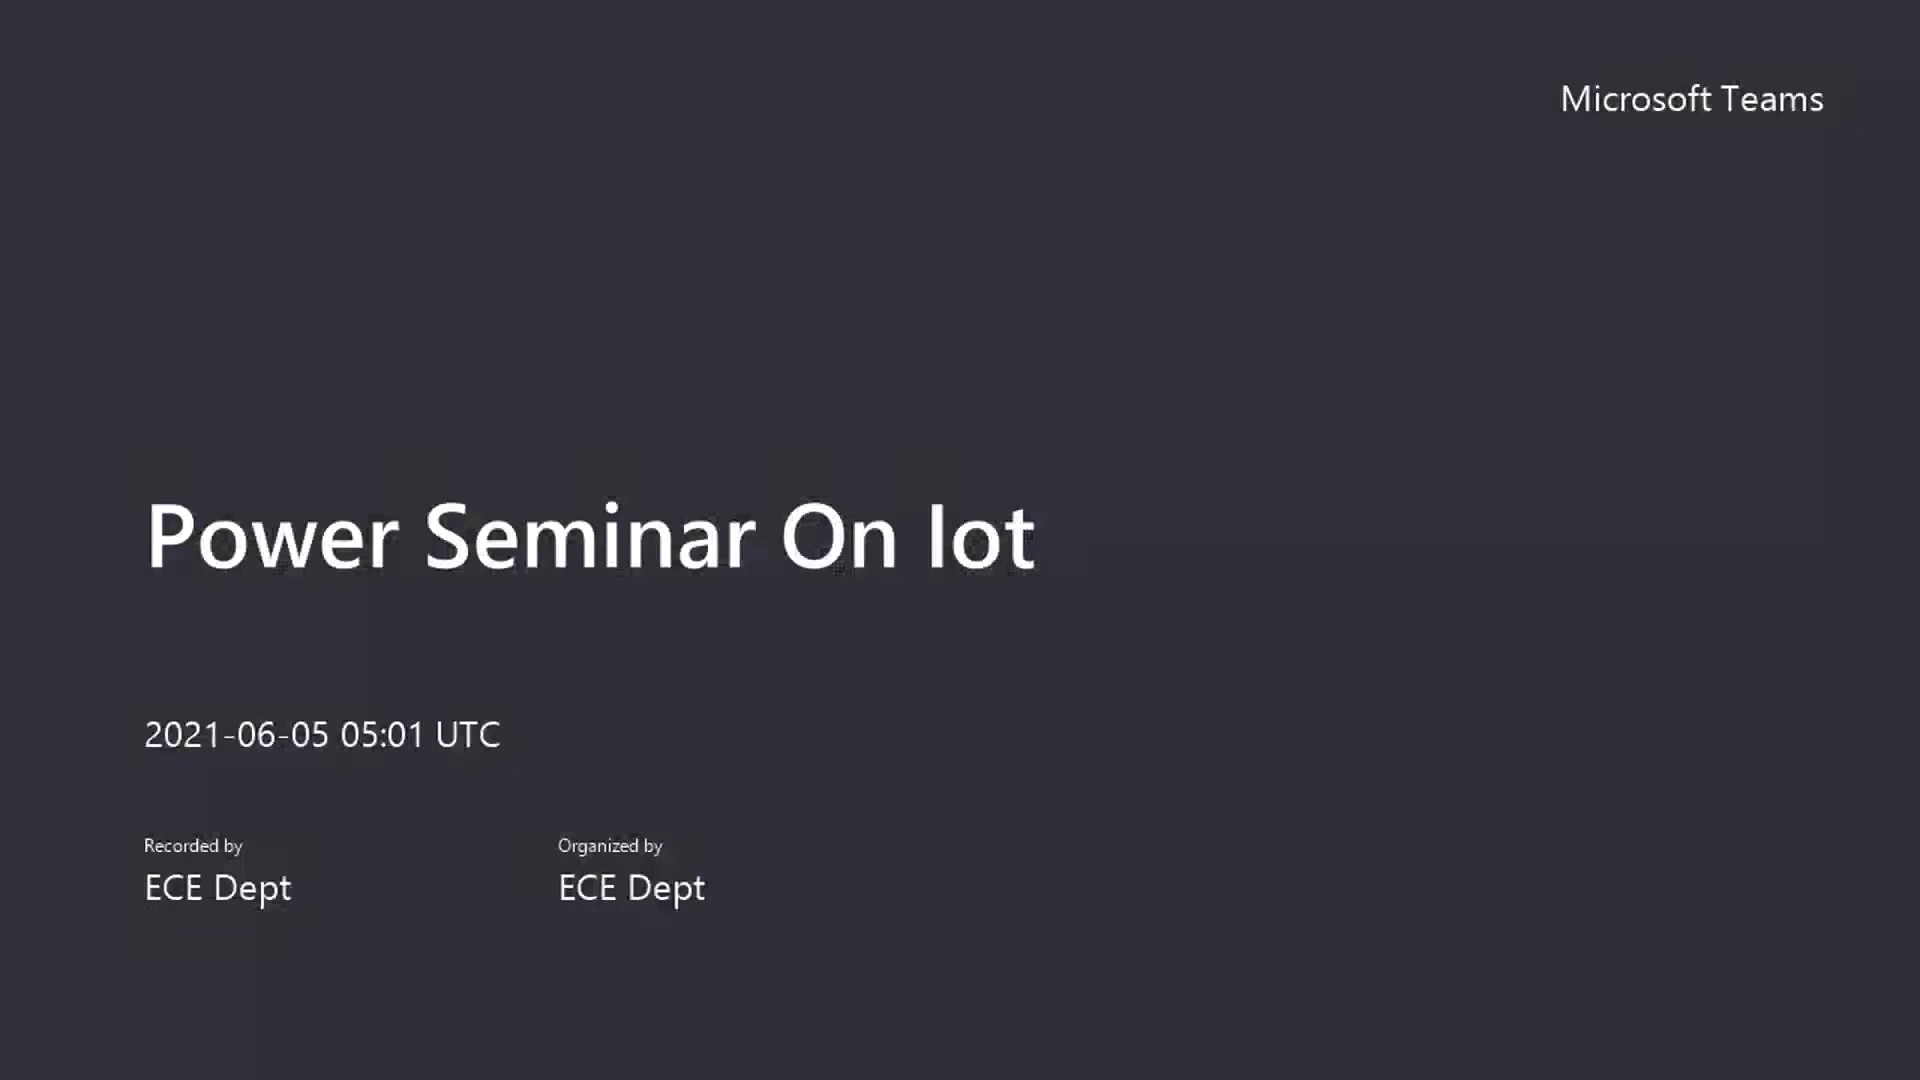 Microsoft Teams
Power Seminar On Iot
2021-06-05 05:01 UTC
Recorded by
ECE Dept
Organized by
ECE Dept